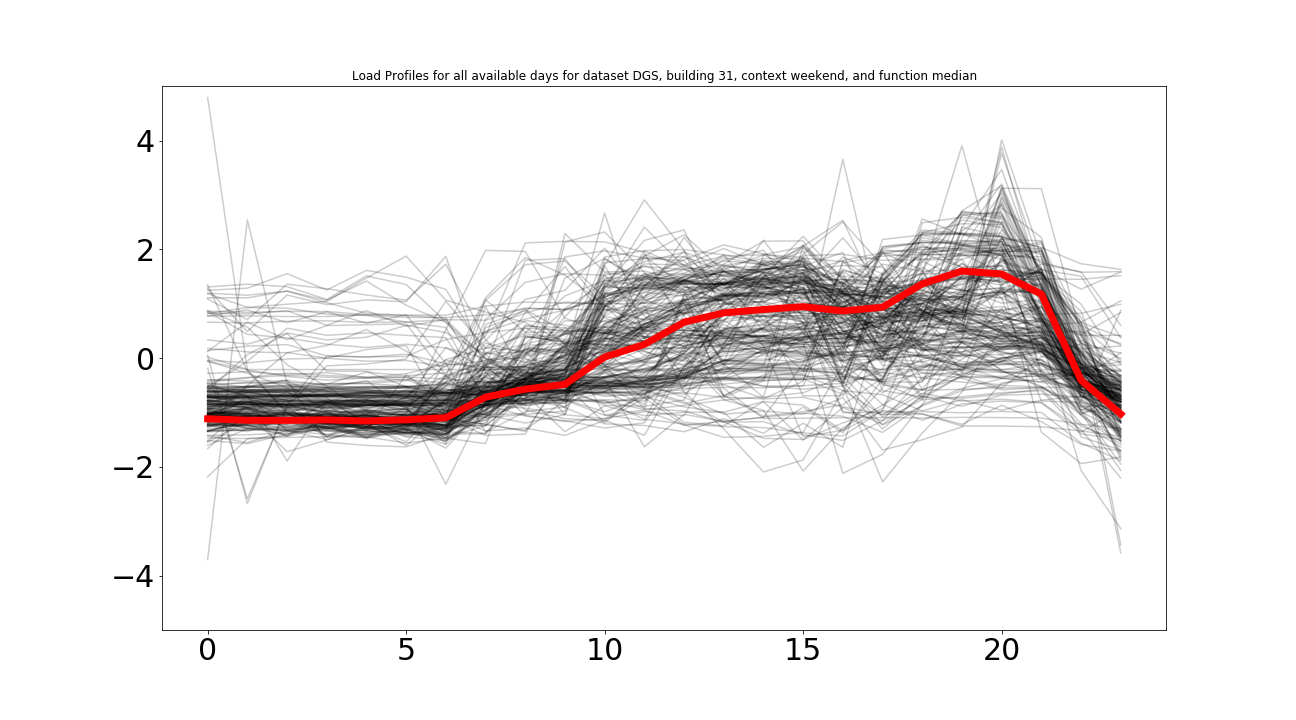 Load Profiles for all available days for dataset DGS, building 31, context weekend, and function median
4
2
0
−2
−4
0 5 10 15 20